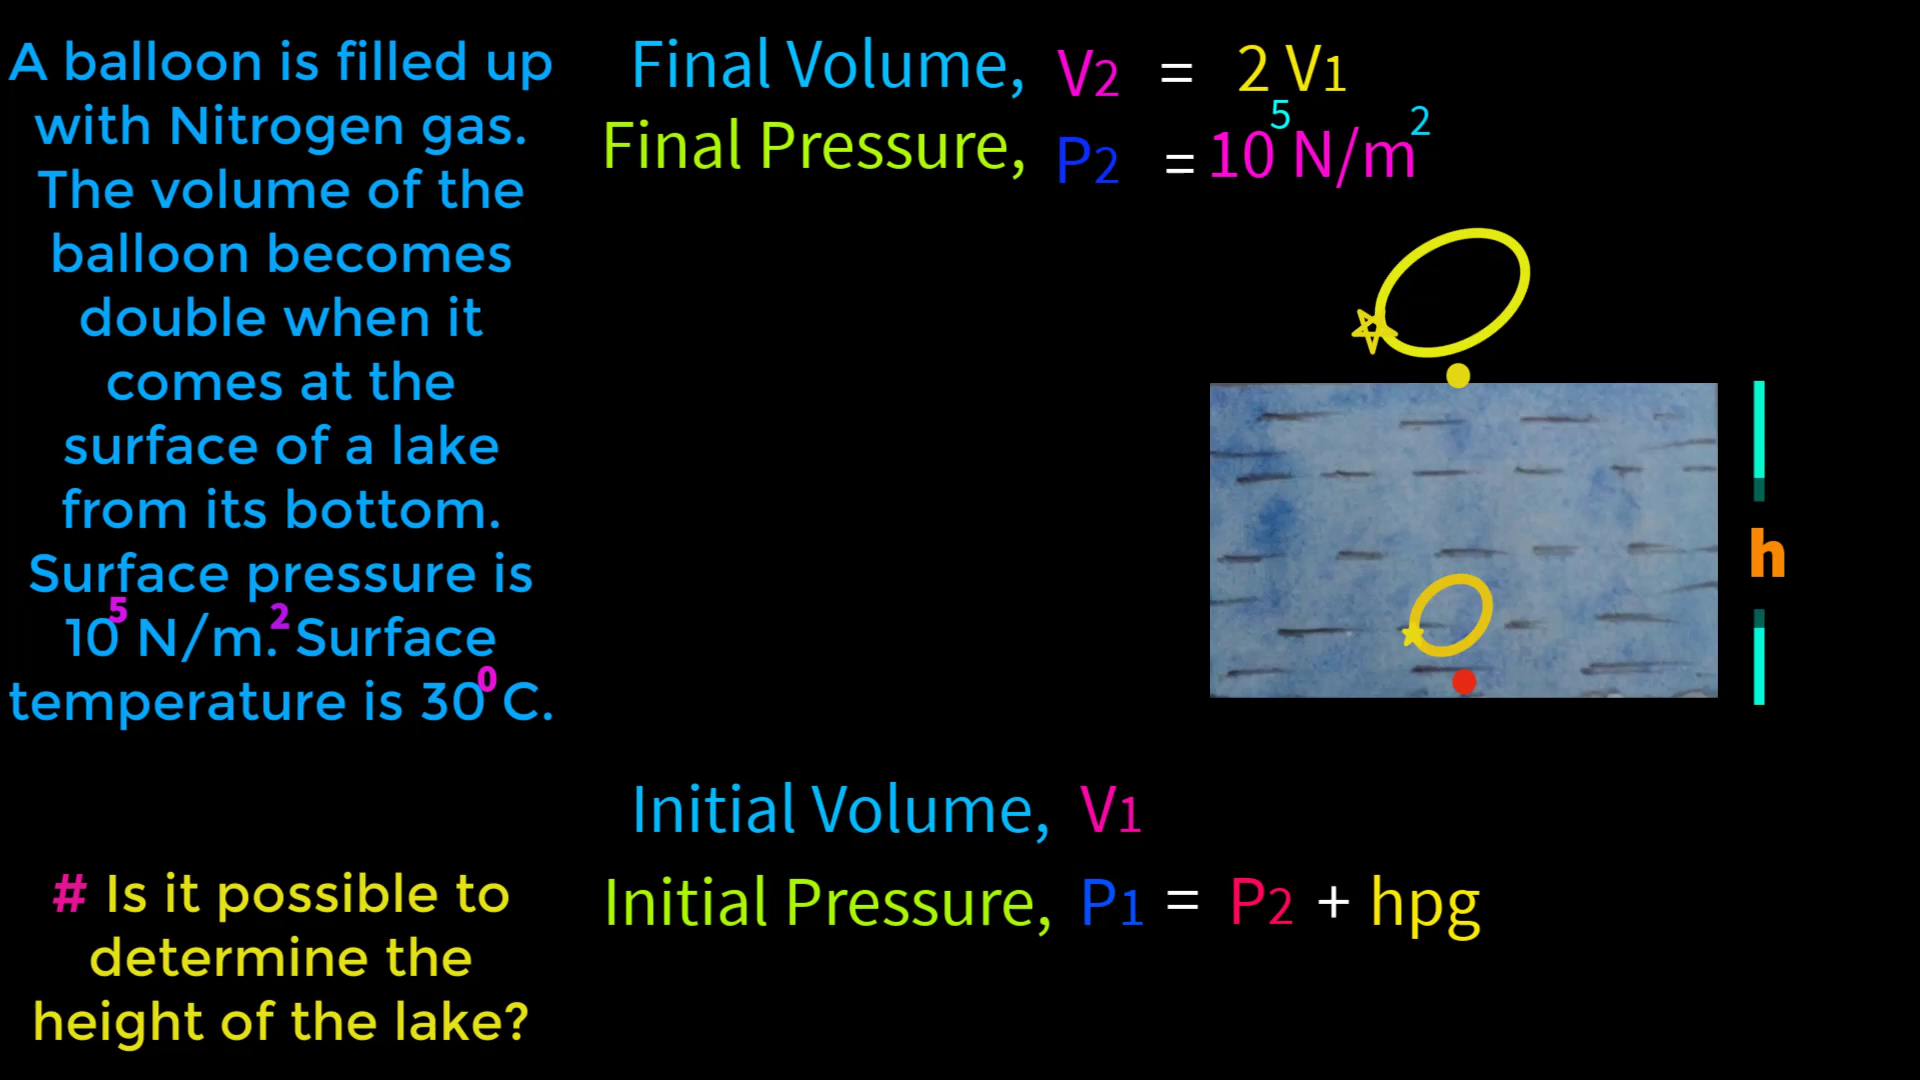 A balloon is filled up
with Nitrogen gas.
The volume of the
balloon becomes
double when it
comes at the
surface of a lake
from its bottom.
Surface pressure is
10⁵ N/m.² Surface
temperature is 30⁰ C.
# Is it possible to
determine the
height of the lake?
Final Volume, V2 = 2 V1
Final Pressure, P2 = 10⁵ N/m²
h
Initial Volume, V1
Initial Pressure, P1 = P2 + hpg